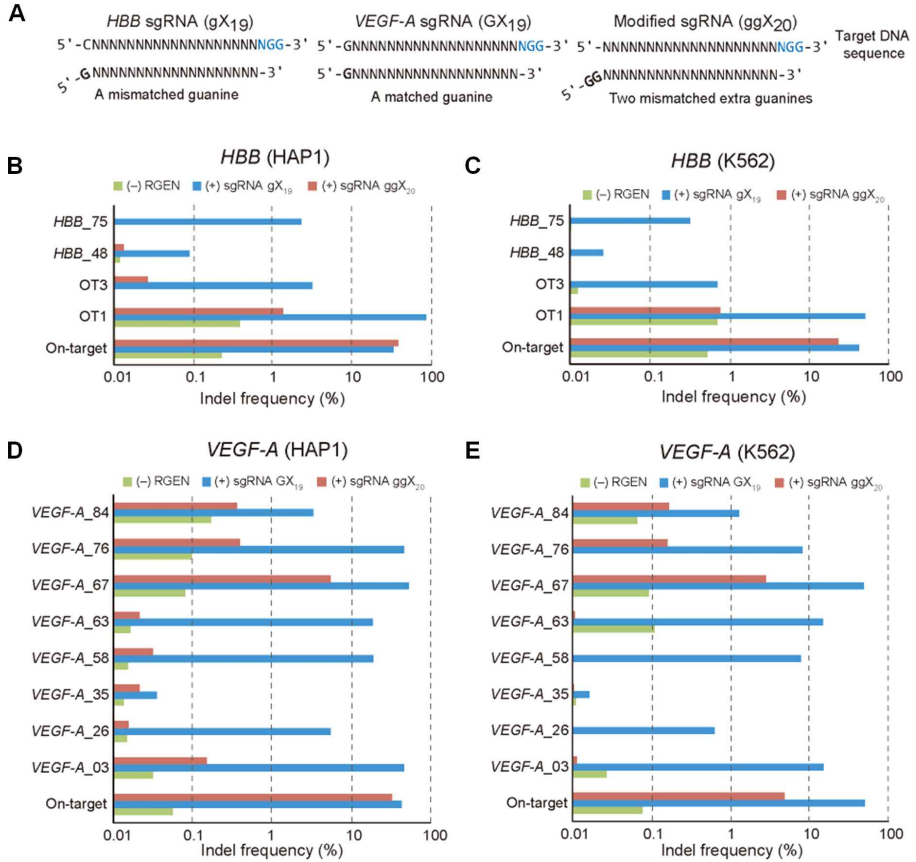 A
HBB sgRNA (gX19)
5'-CNNNNNNNNNNNNNNNNNNNNGG-3'
5'-GNNNNNNNNNNNNNNNNNNN-3'
A mismatched guanine
VEGF-A sgRNA (GX19)
5'-GNNNNNNNNNNNNNNNNNNNNGG-3'
5'-GNNNNNNNNNNNNNNNNNNN-3'
A matched guanine
Modified sgRNA (ggX20)
5'-NNNNNNNNNNNNNNNNNNNNNGG-3'
5'-GGNNNNNNNNNNNNNNNNNNNN-3'
Two mismatched extra guanines
Target DNA
sequence
B
HBB (HAP1)
(–) RGEN (+) sgRNA gX19 (+) sgRNA ggX20
HBB_75
HBB_48
OT3
OT1
On-target
0.01 0.1 1 10 100
Indel frequency (%)
C
HBB (K562)
(–) RGEN (+) sgRNA gX19 (+) sgRNA ggX20
HBB_75
HBB_48
OT3
OT1
On-target
0.01 0.1 1 10 100
Indel frequency (%)
D
VEGF-A (HAP1)
(–) RGEN (+) sgRNA GX19 (+) sgRNA ggX20
VEGF-A_84
VEGF-A_76
VEGF-A_67
VEGF-A_63
VEGF-A_58
VEGF-A_35
VEGF-A_26
VEGF-A_03
On-target
0.01 0.1 1 10 100
Indel frequency (%)
E
VEGF-A (K562)
(–) RGEN (+) sgRNA GX19 (+) sgRNA ggX20
VEGF-A_84
VEGF-A_76
VEGF-A_67
VEGF-A_63
VEGF-A_58
VEGF-A_35
VEGF-A_26
VEGF-A_03
On-target
0.01 0.1 1 10 100
Indel frequency (%)